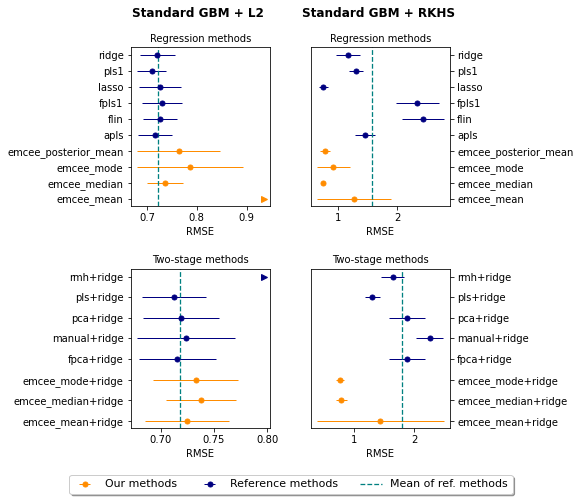 Standard GBM + L2
Standard GBM + RKHS
Regression methods
Regression methods
ridge
pls1
lasso
fpls1
flin
apls
emcee_posterior_mean
emcee_mode
emcee_median
emcee_mean
ridge
pls1
lasso
fpls1
flin
apls
emcee_posterior_mean
emcee_mode
emcee_median
emcee_mean
0.7 0.8 0.9
RMSE
1 2
RMSE
Two-stage methods
Two-stage methods
rmh+ridge
pls+ridge
pca+ridge
manual+ridge
fpca+ridge
emcee_mode+ridge
emcee_median+ridge
emcee_mean+ridge
rmh+ridge
pls+ridge
pca+ridge
manual+ridge
fpca+ridge
emcee_mode+ridge
emcee_median+ridge
emcee_mean+ridge
0.70 0.75 0.80
RMSE
1 2
RMSE
Our methods Reference methods Mean of ref. methods